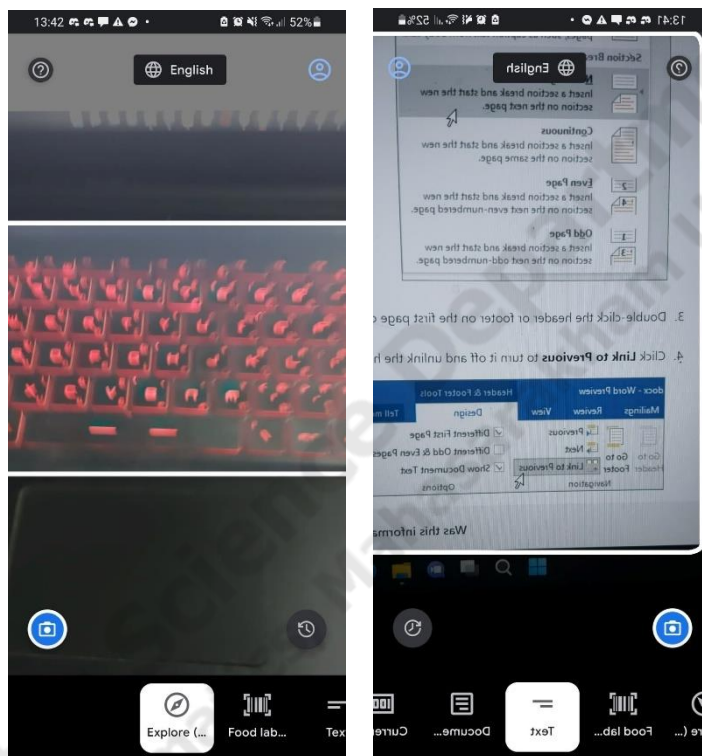 13:42
52%
English
Explore (...
Food lab...
Tex
13:41
52%
English
Section Brea
Insert a section break and start the new
section on the next page.
Continuous
Insert a section break and start the new
section on the same page.
Even Page
Insert a section break and start the new
section on the next even-numbered page.
Odd Page
Insert a section break and start the new
section on the next odd-numbered page.
3. Double-click the header or footer on the first page o
4. Click Link to Previous to turn it off and unlink the h
docx - Word Preview
Header & Footer Tools
Mailings
Review
View
Design
Tell me
Go to
Header
Go to
Footer
Previous
Next
Link to Previous
Different First Page
Different Odd & Even Pages
Show Document Text
Navigation
Options
Was this informa
re (...
Food lab...
Text
Docume...
Curren